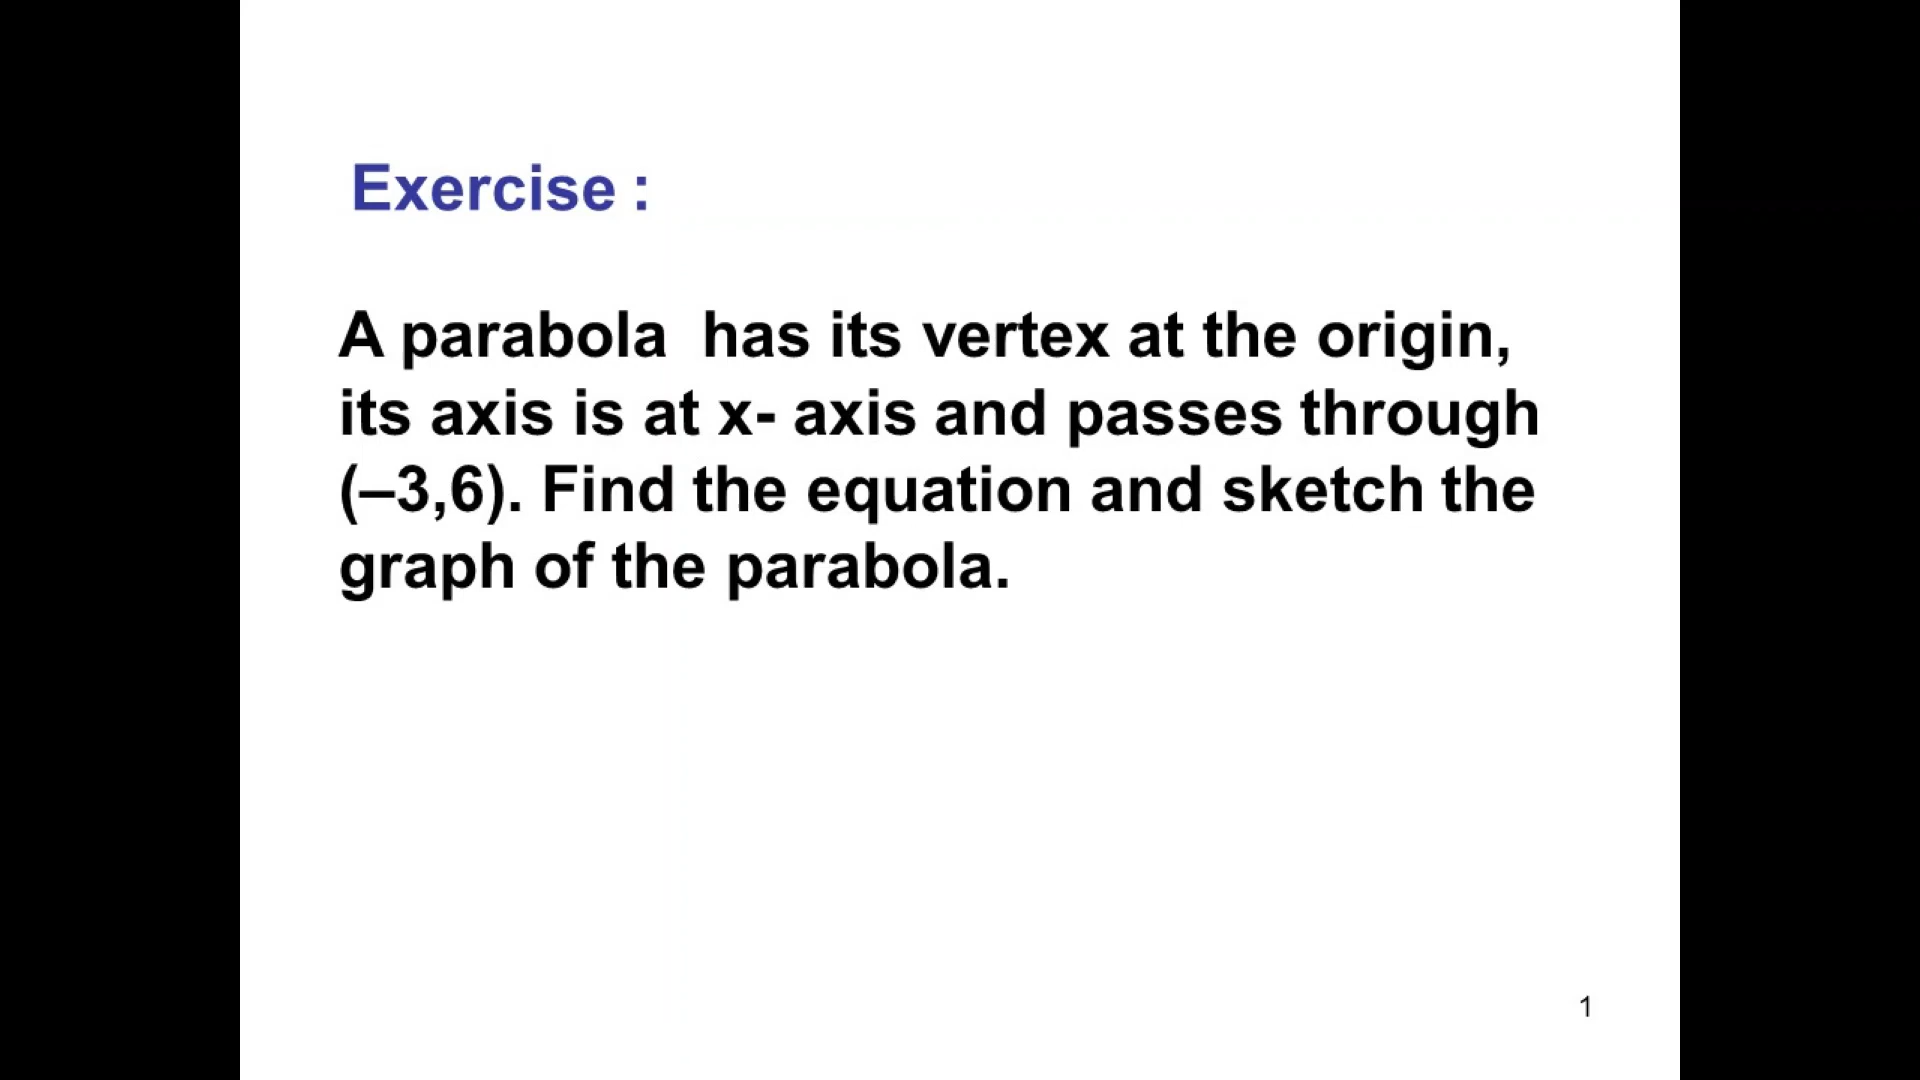 Exercise :
A parabola  has its vertex at the origin,
its axis is at x- axis and passes through
(–3,6). Find the equation and sketch the
graph of the parabola.
1